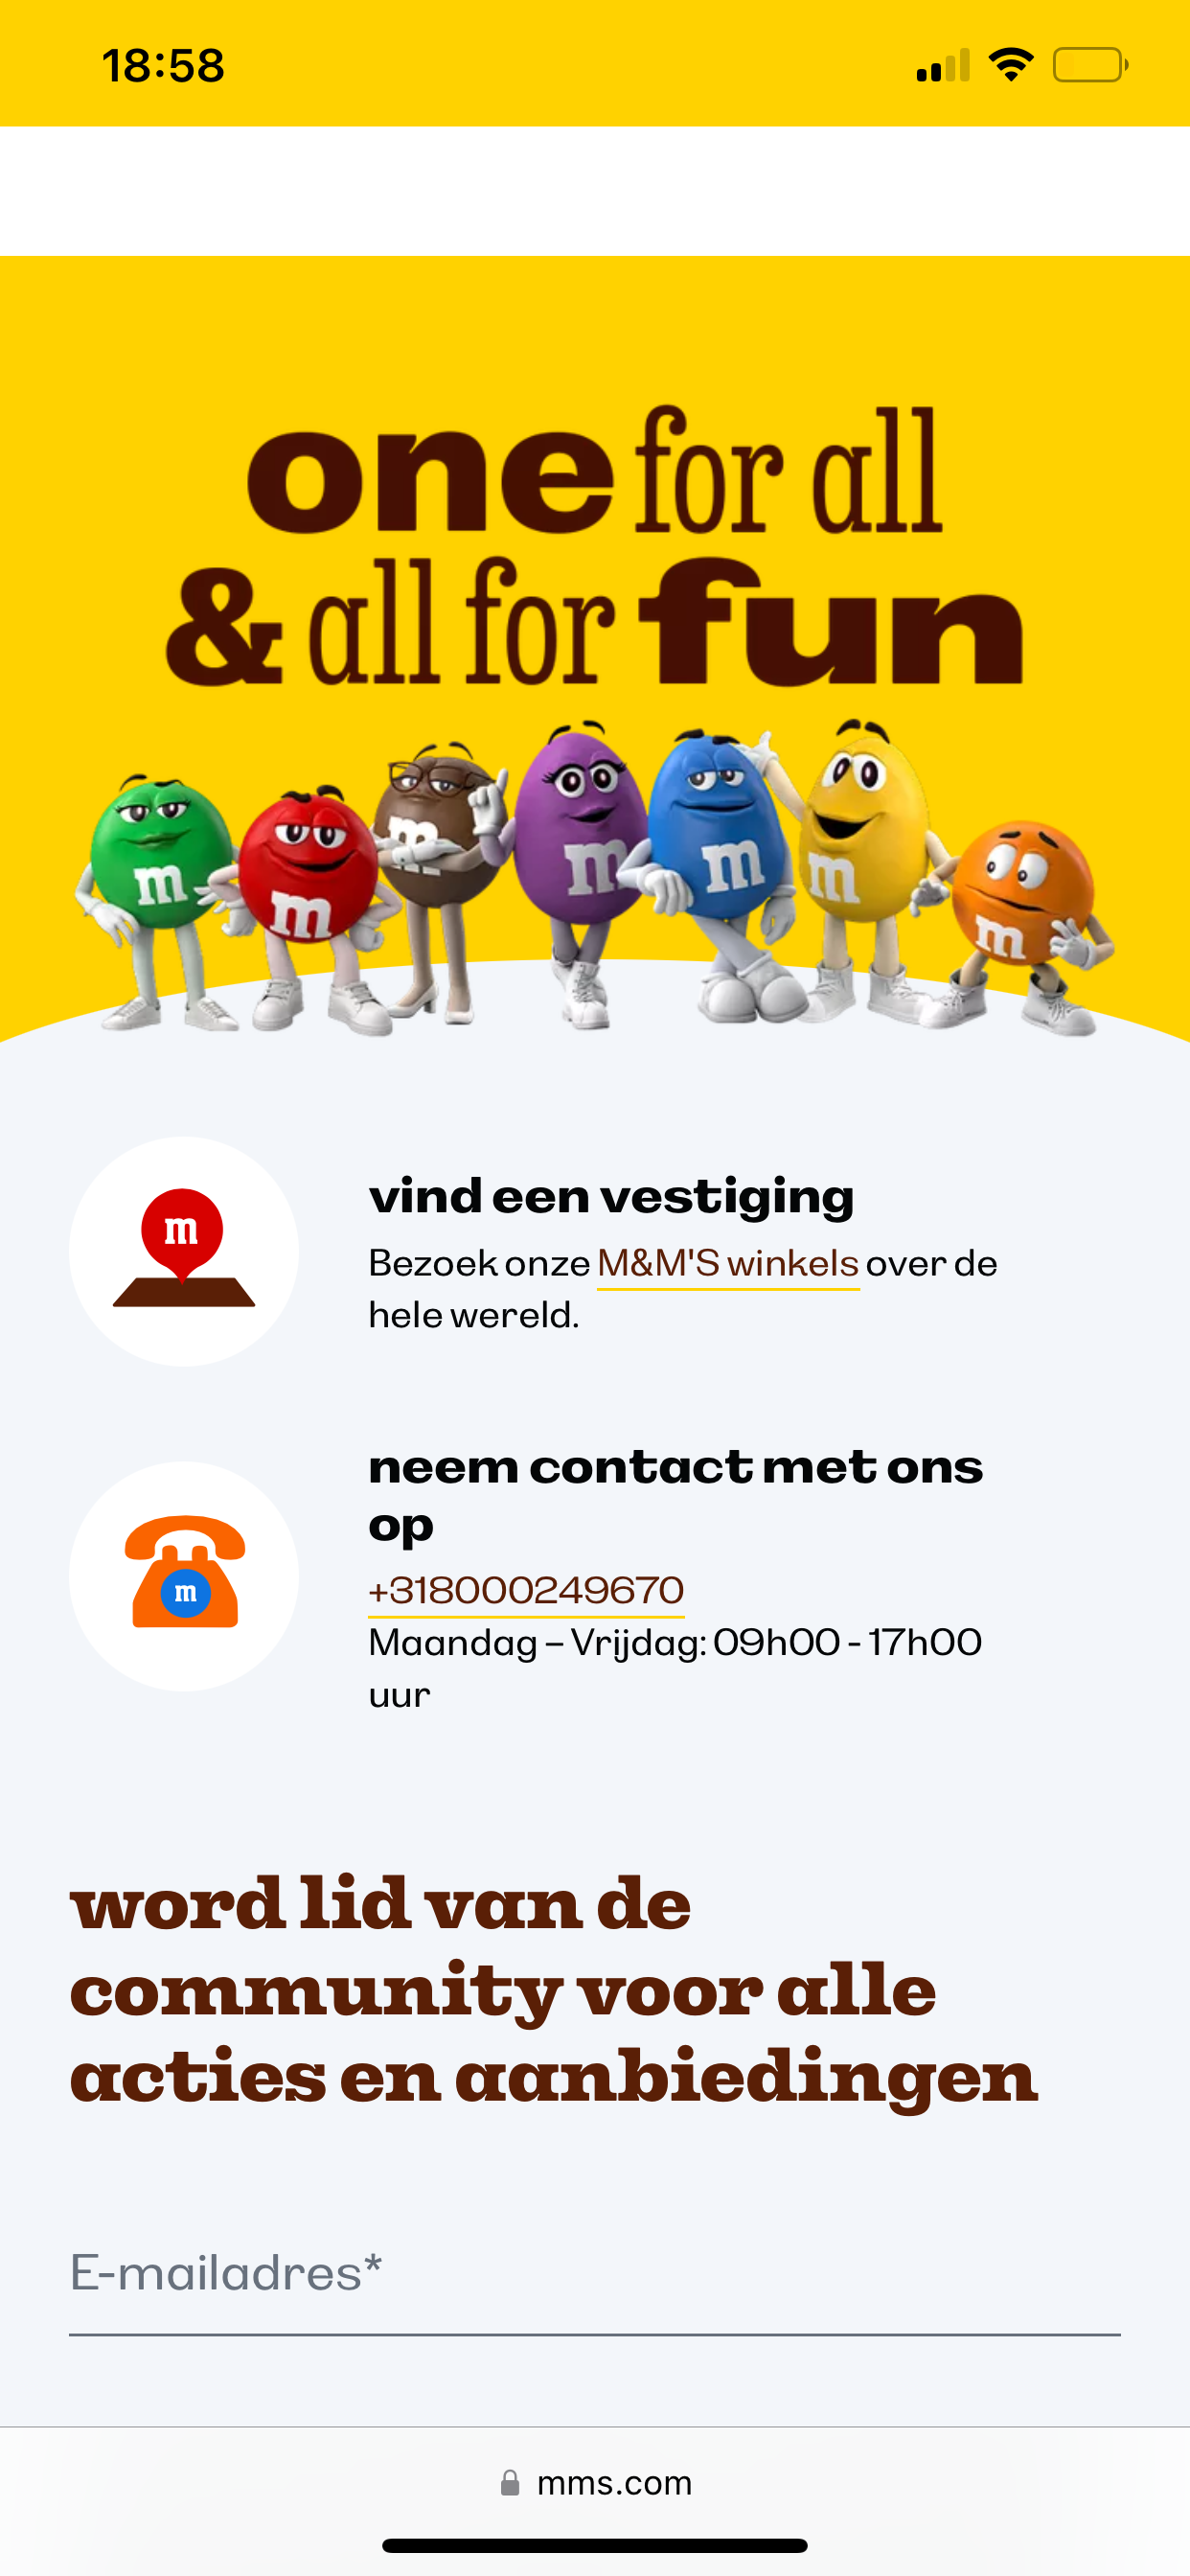 18:58
one for all
& all for fun
m
m
m
m
m
m
m
m
vind een vestiging
Bezoek onze M&M'S winkels over de
hele wereld.
neem contact met ons
op
m
+318000249670
Maandag – Vrijdag: 09h00 - 17h00
uur
word lid van de
community voor alle
acties en aanbiedingen
E-mailadres*
mms.com